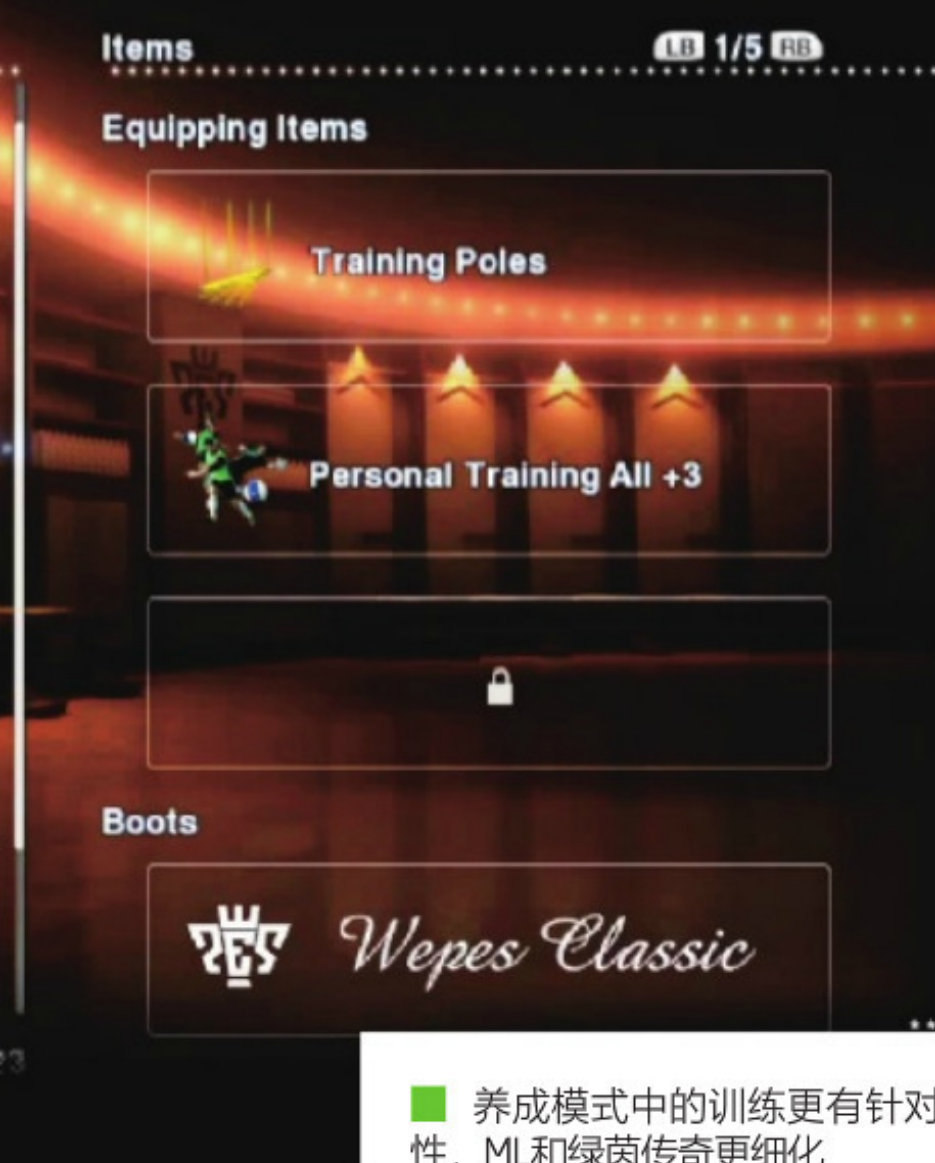 Items
LB 1/5 RB
Equipping Items
Training Poles
Personal Training All +3
Boots
PES Wepes Classic
■ 养成模式中的训练更有针对
性，ML和绿茵传奇更细化